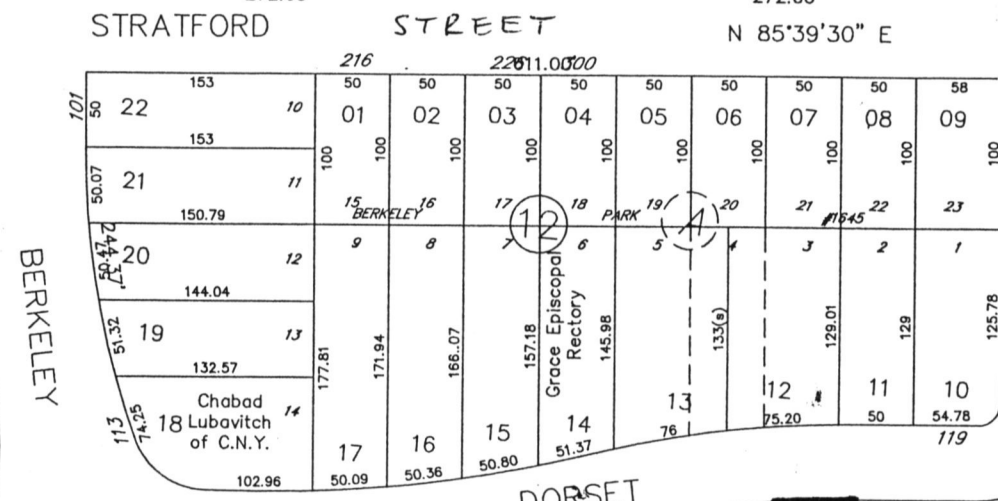 STRATFORD STREET N 85°39'30" E
216
153 50 50 50 50 50 50 50 50 58
101
50 22 10 01 02 03 04 05 06 07 08 09
153
100 100 100 100 100 100 100 100 100
50.07 21 11
15 16 17 18 19 20 21 22 23
150.79 BERKELEY 12 PARK A
20 12 9 8 7 6 5 4 3 2 1
144.04
BERKELEY
51.32 19 13
132.57
177.81 171.94 166.07 157.18 145.98 133(s) 129.01 129 125.78
Grace Episcopal
Rectory
113 74.25 18 Chabad
Lubavitch
of C.N.Y.
14
17 16 15 14 13 12 11 10
102.96 50.09 50.36 50.80 51.37 76 75.20 50 54.78
119
DORSET